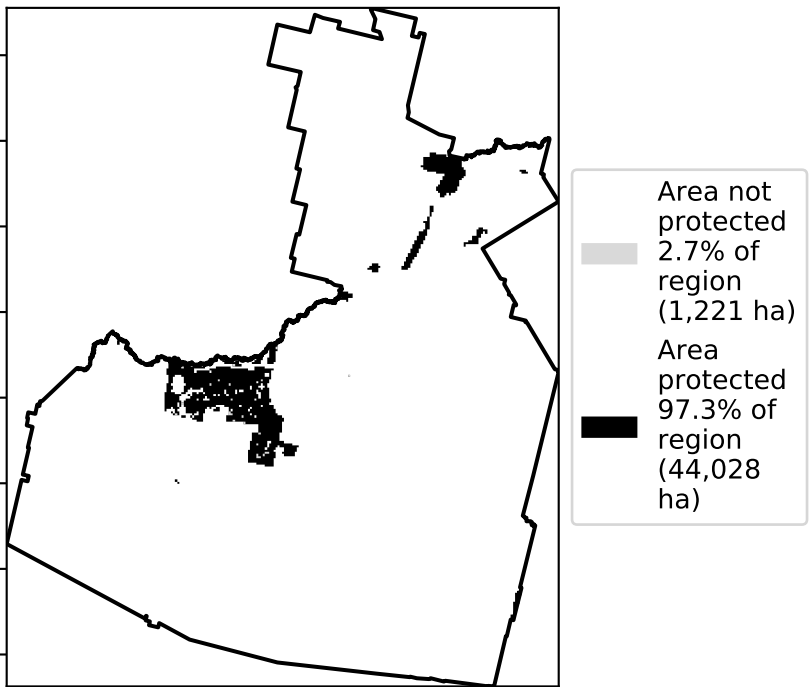 Area not
protected
2.7% of
region
(1,221 ha)
Area
protected
97.3% of
region
(44,028
ha)